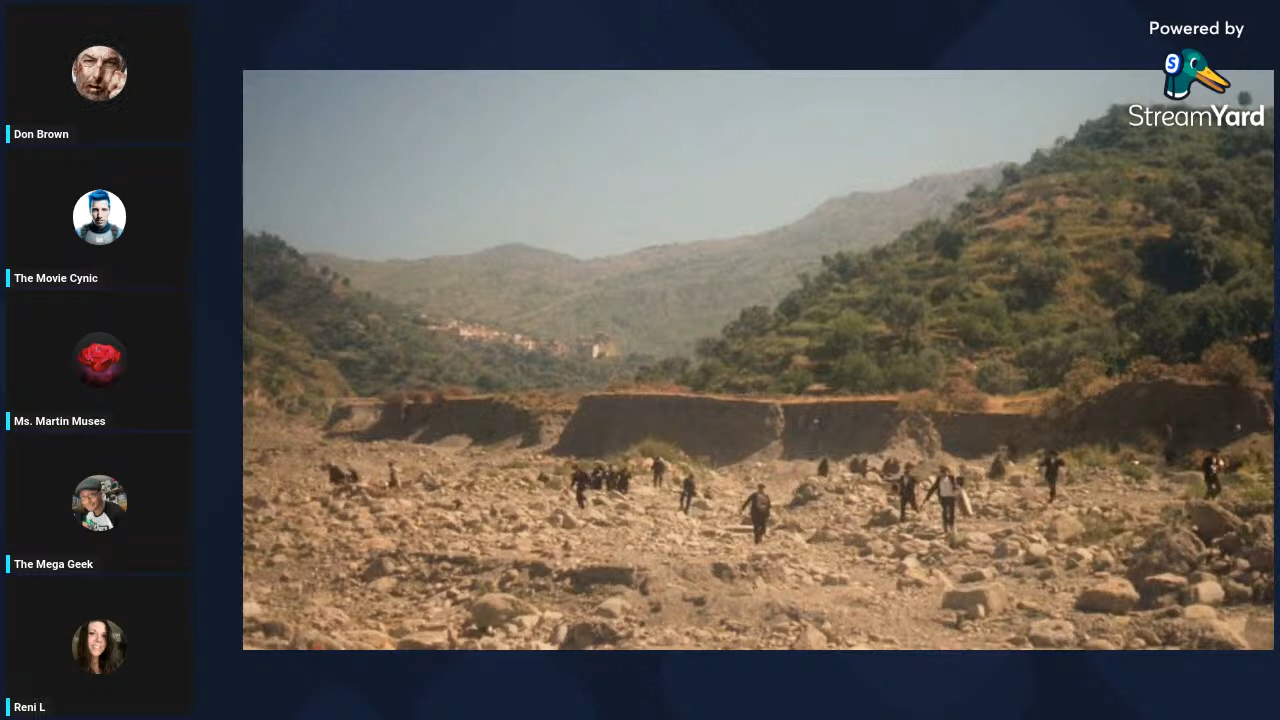 Don Brown
The Movie Cynic
Ms. Martin Muses
The Mega Geek
Reni L
Powered by
S
StreamYard